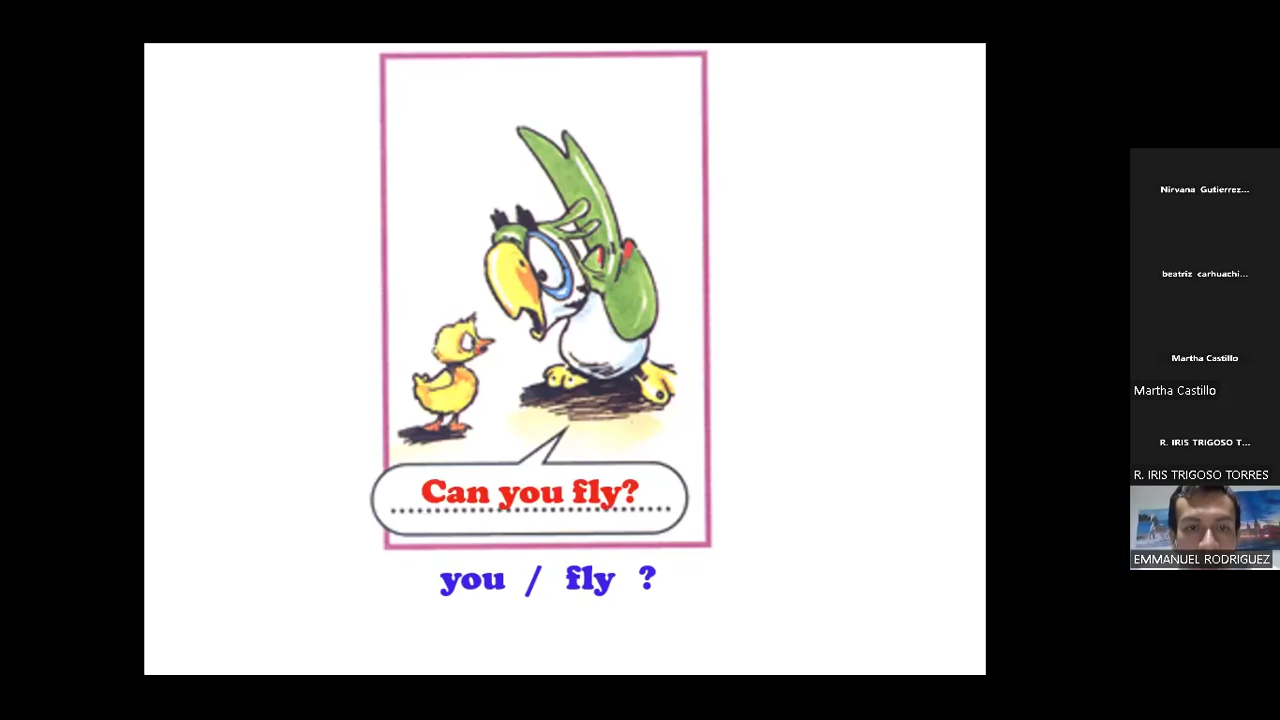 Can you fly?
you / fly ?
Nirvana Gutierrez...
beatriz carhuachi...
Martha Castillo
Martha Castillo
R. IRIS TRIGOSO T...
R. IRIS TRIGOSO TORRES
EMMANUEL RODRIGUEZ